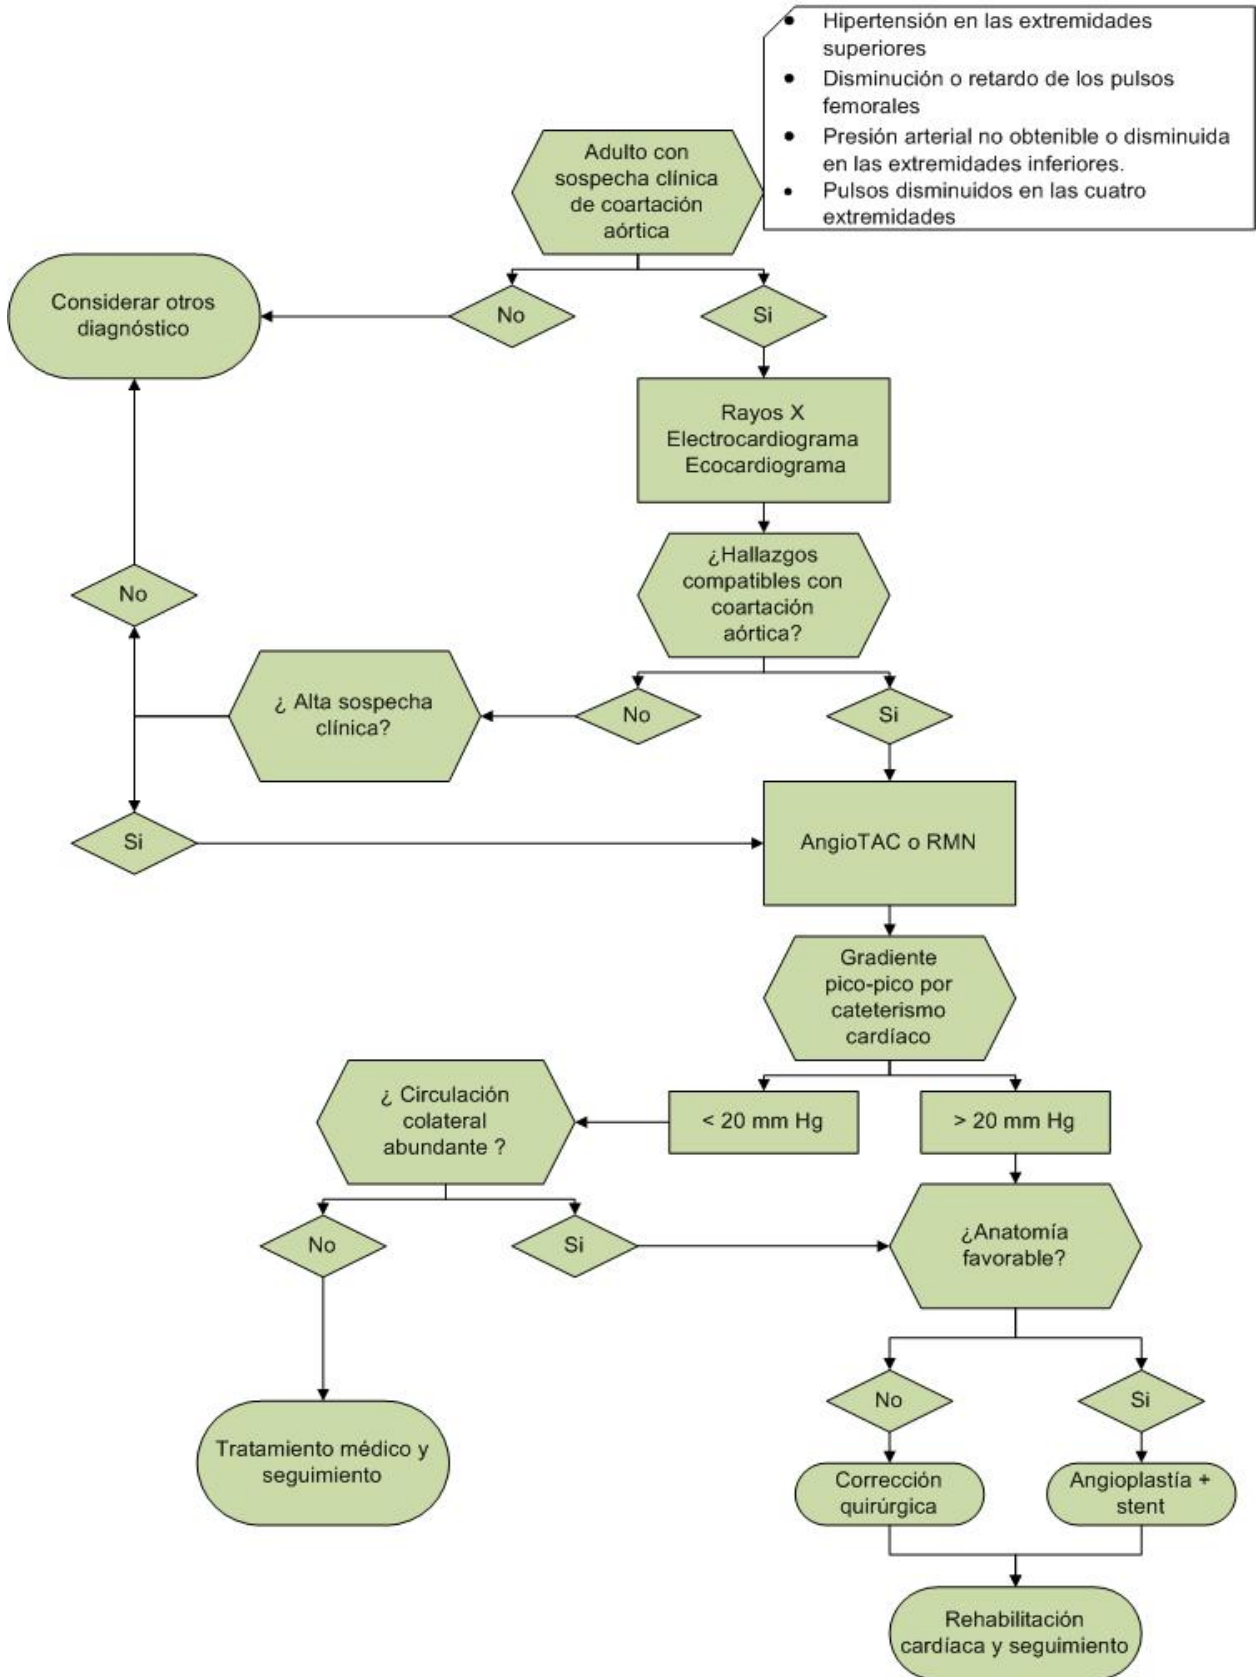 • Hipertensión en las extremidades
superiores
• Disminución o retardo de los pulsos
femorales
• Presión arterial no obtenible o disminuida
en las extremidades inferiores.
• Pulsos disminuidos en las cuatro
extremidades
Adulto con
sospecha clínica
de coartación
aórtica
Considerar otros
diagnóstico
No
Si
Rayos X
Electrocardiograma
Ecocardiograma
¿Hallazgos
compatibles con
coartación
aórtica?
No
¿ Alta sospecha
clínica?
No
Si
Si
AngioTAC o RMN
Gradiente
pico-pico por
cateterismo
cardíaco
¿ Circulación
colateral
abundante ?
< 20 mm Hg
> 20 mm Hg
No
Si
¿Anatomía
favorable?
No
Si
Tratamiento médico y
seguimiento
Corrección
quirúrgica
Angioplastía +
stent
Rehabilitación
cardíaca y seguimiento